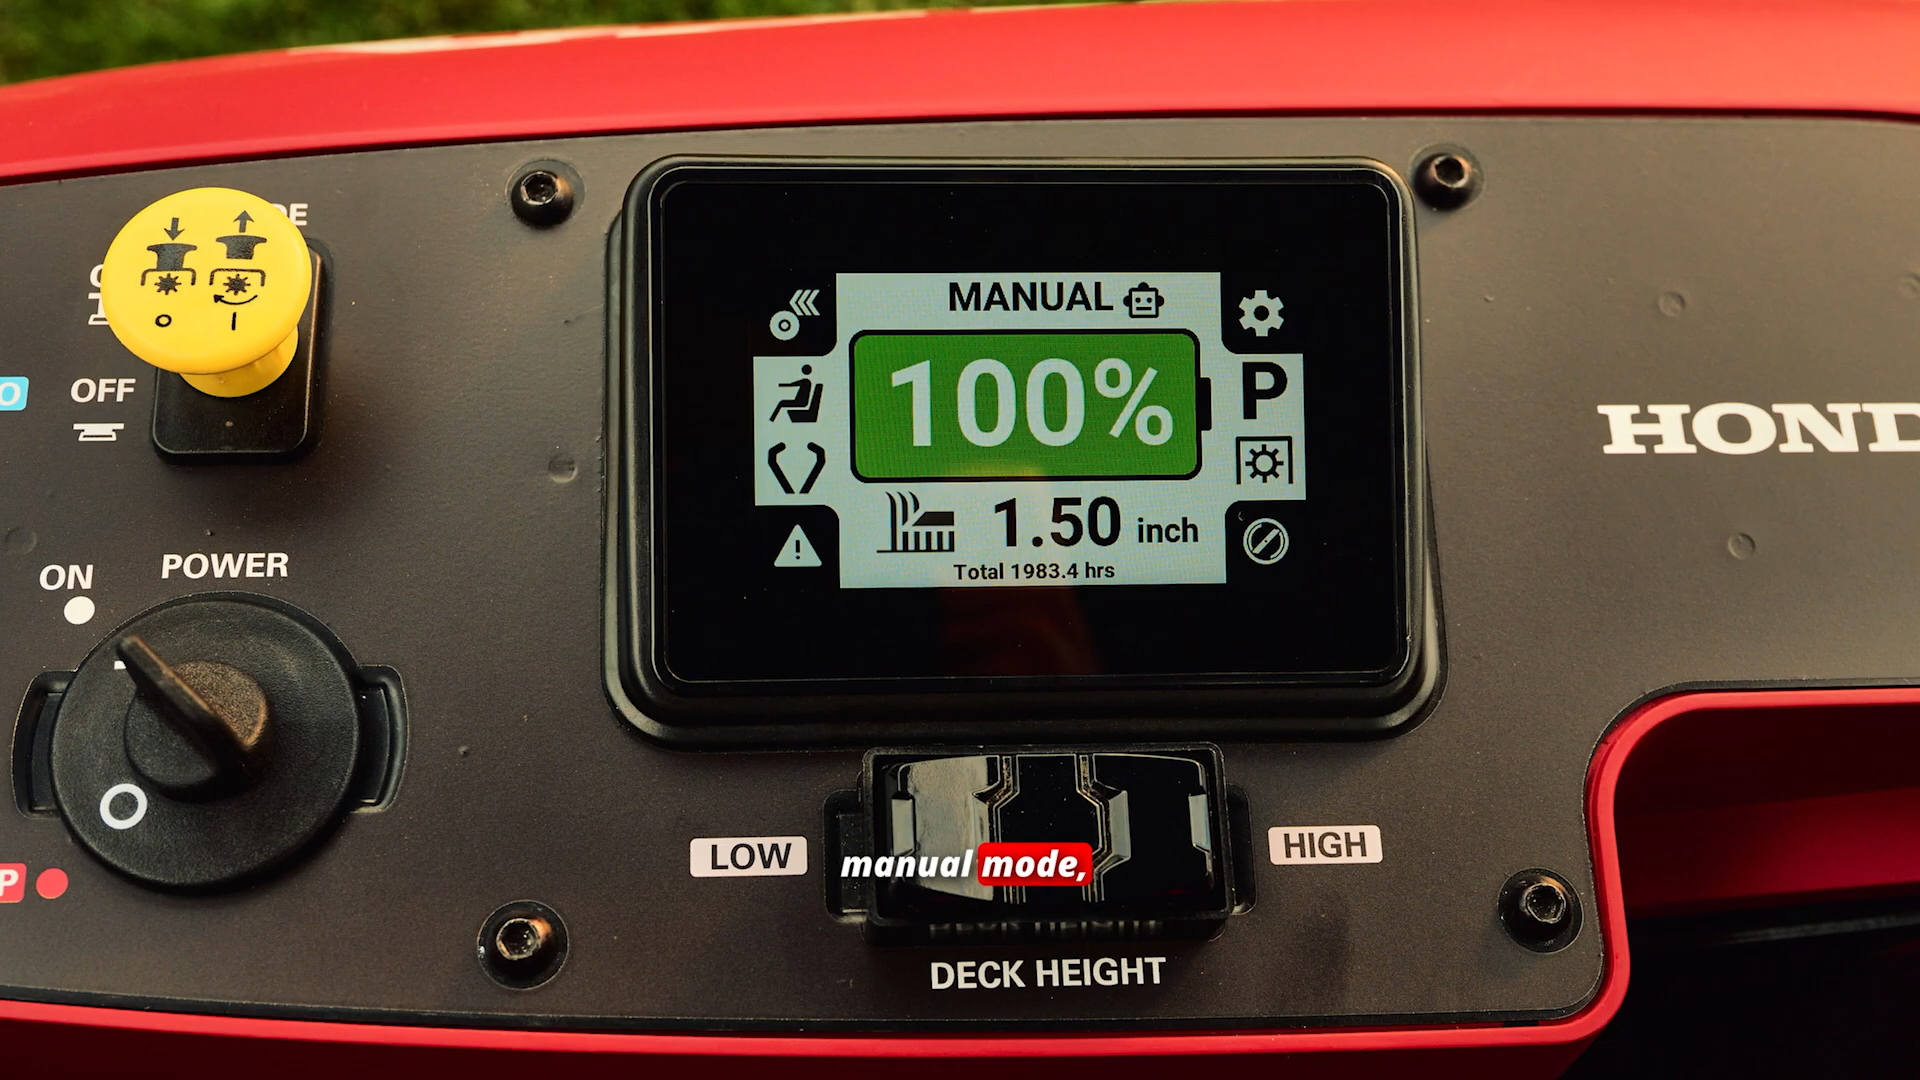 MANUAL
100%
P
1.50 inch
Total 1983.4 hrs
OFF
ON
POWER
HOND
LOW
manual mode,
HIGH
DECK HEIGHT